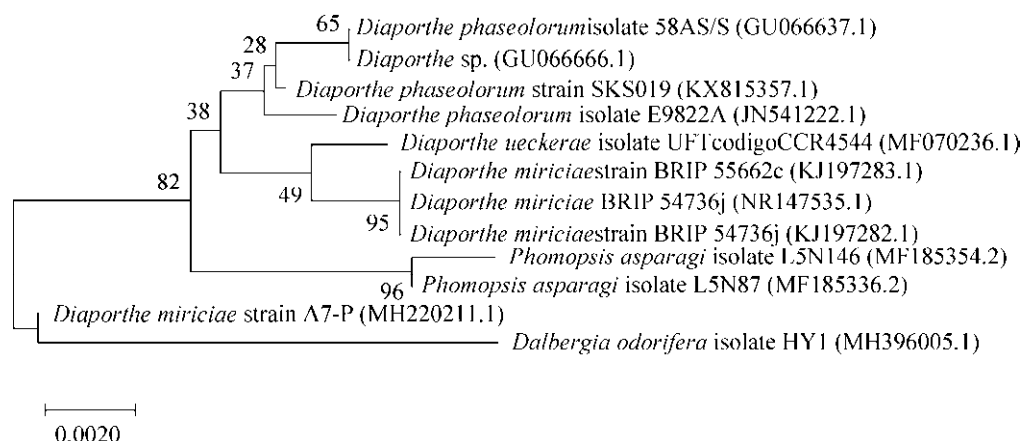 65 Diaporthe phaseolorumisolate 58AS/S (GU066637.1)
28 Diaporthe sp. (GU066666.1)
37 Diaporthe phaseolorum strain SKS019 (KX815357.1)
38 Diaporthe phaseolorum isolate E9822A (JN541222.1)
Diaporthe ueckerae isolate UFTcodigoCCR4544 (MF070236.1)
82 Diaporthe miriciaestrain BRIP 55662c (KJ197283.1)
49 Diaporthe miriciae BRIP 54736j (NR147535.1)
95 Diaporthe miriciaestrain BRIP 54736j (KJ197282.1)
Phomopsis asparagi isolate L5N146 (MF185354.2)
96 Phomopsis asparagi isolate L5N87 (MF185336.2)
Diaporthe miriciae strain A7-P (MH220211.1)
Dalbergia odorifera isolate HY1 (MH396005.1)
0.0020